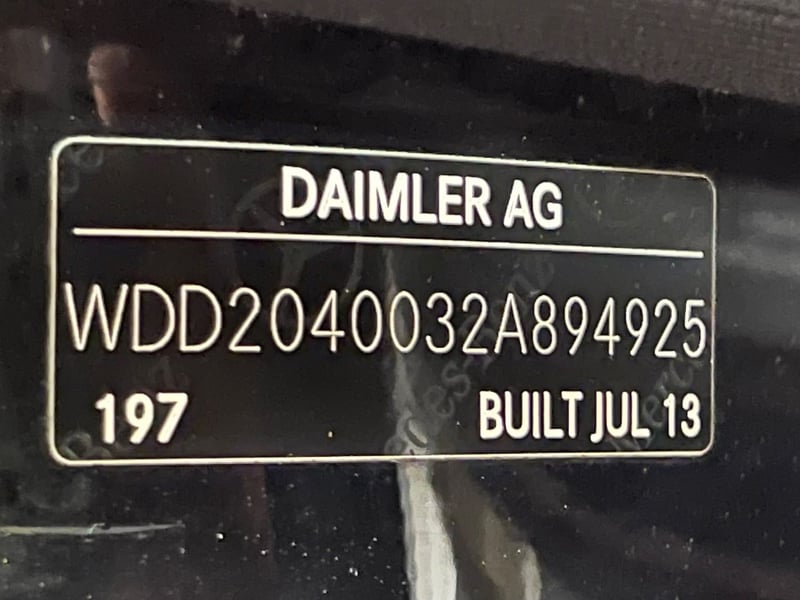 DAIMLER AG
WDD2040032A894925
197 BUILT JUL 13